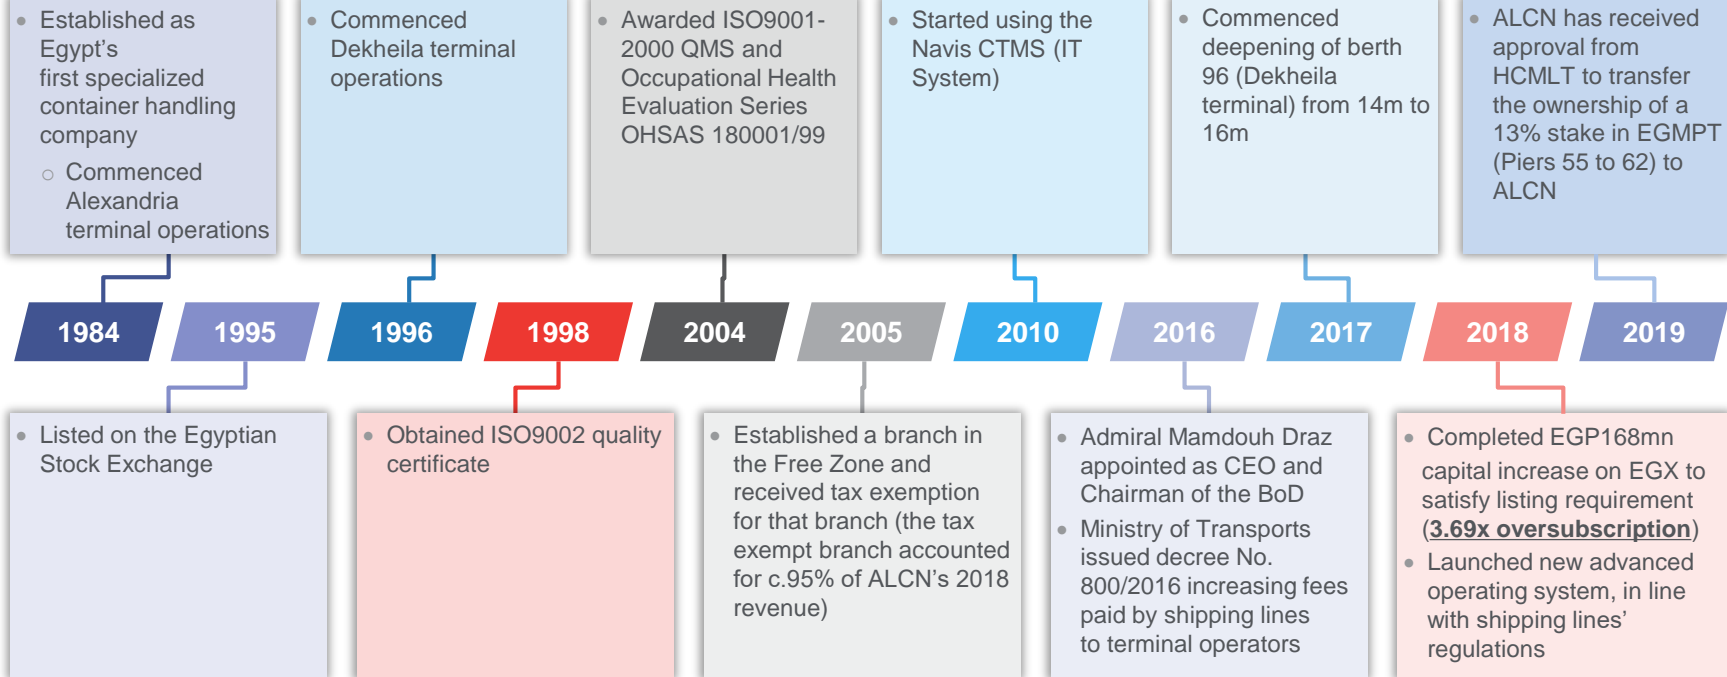 • Established as
Egypt's
first specialized
container handling
company
○ Commenced
Alexandria
terminal operations
• Commenced
Dekheila terminal
operations
• Awarded ISO9001-
2000 QMS and
Occupational Health
Evaluation Series
OHSAS 180001/99
• Started using the
Navis CTMS (IT
System)
• Commenced
deepening of berth
96 (Dekheila
terminal) from 14m to
16m
• ALCN has received
approval from
HCMLT to transfer
the ownership of a
13% stake in EGMPT
(Piers 55 to 62) to
ALCN
1984
1995
1996
1998
2004
2005
2010
2016
2017
2018
2019
• Listed on the Egyptian
Stock Exchange
• Obtained ISO9002 quality
certificate
• Established a branch in
the Free Zone and
received tax exemption
for that branch (the tax
exempt branch accounted
for c.95% of ALCN's 2018
revenue)
• Admiral Mamdouh Draz
appointed as CEO and
Chairman of the BoD
• Ministry of Transports
issued decree No.
800/2016 increasing fees
paid by shipping lines
to terminal operators
• Completed EGP168mn
capital increase on EGX to
satisfy listing requirement
(3.69x oversubscription)
• Launched new advanced
operating system, in line
with shipping lines'
regulations